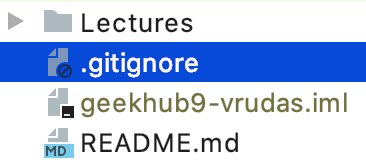 Lectures
.gitignore
geekhub9-vrudas.iml
MD README.md